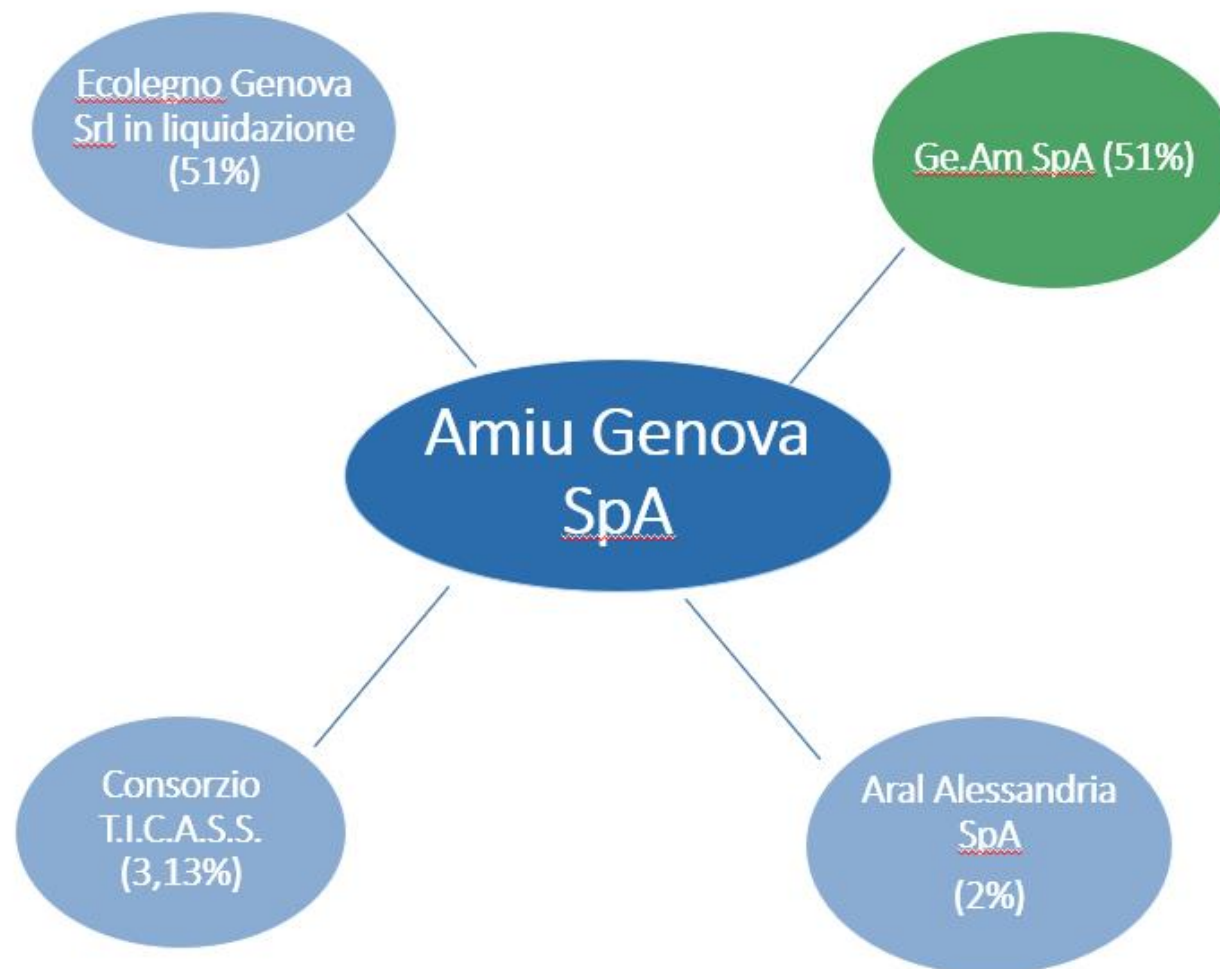 Ecolegno Genova
Srl in liquidazione
(51%)
Ge.Am SpA (51%)
Amiu Genova
SpA
Consorzio
T.I.C.A.S.S.
(3,13%)
Aral Alessandria
SpA
(2%)